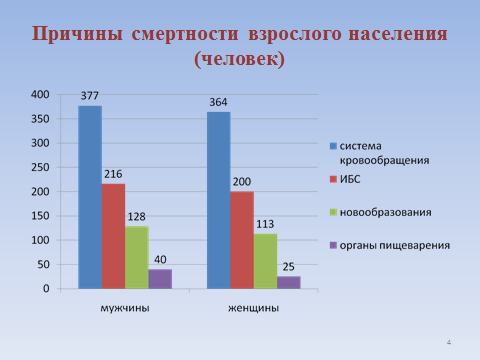 Причины смертности взрослого населения
(человек)
400
350
300
250
200
150
100
50
0
377
216
128
40
364
200
113
25
мужчины
женщины
система
кровообращения
ИБС
новообразования
органы пищеварения
4